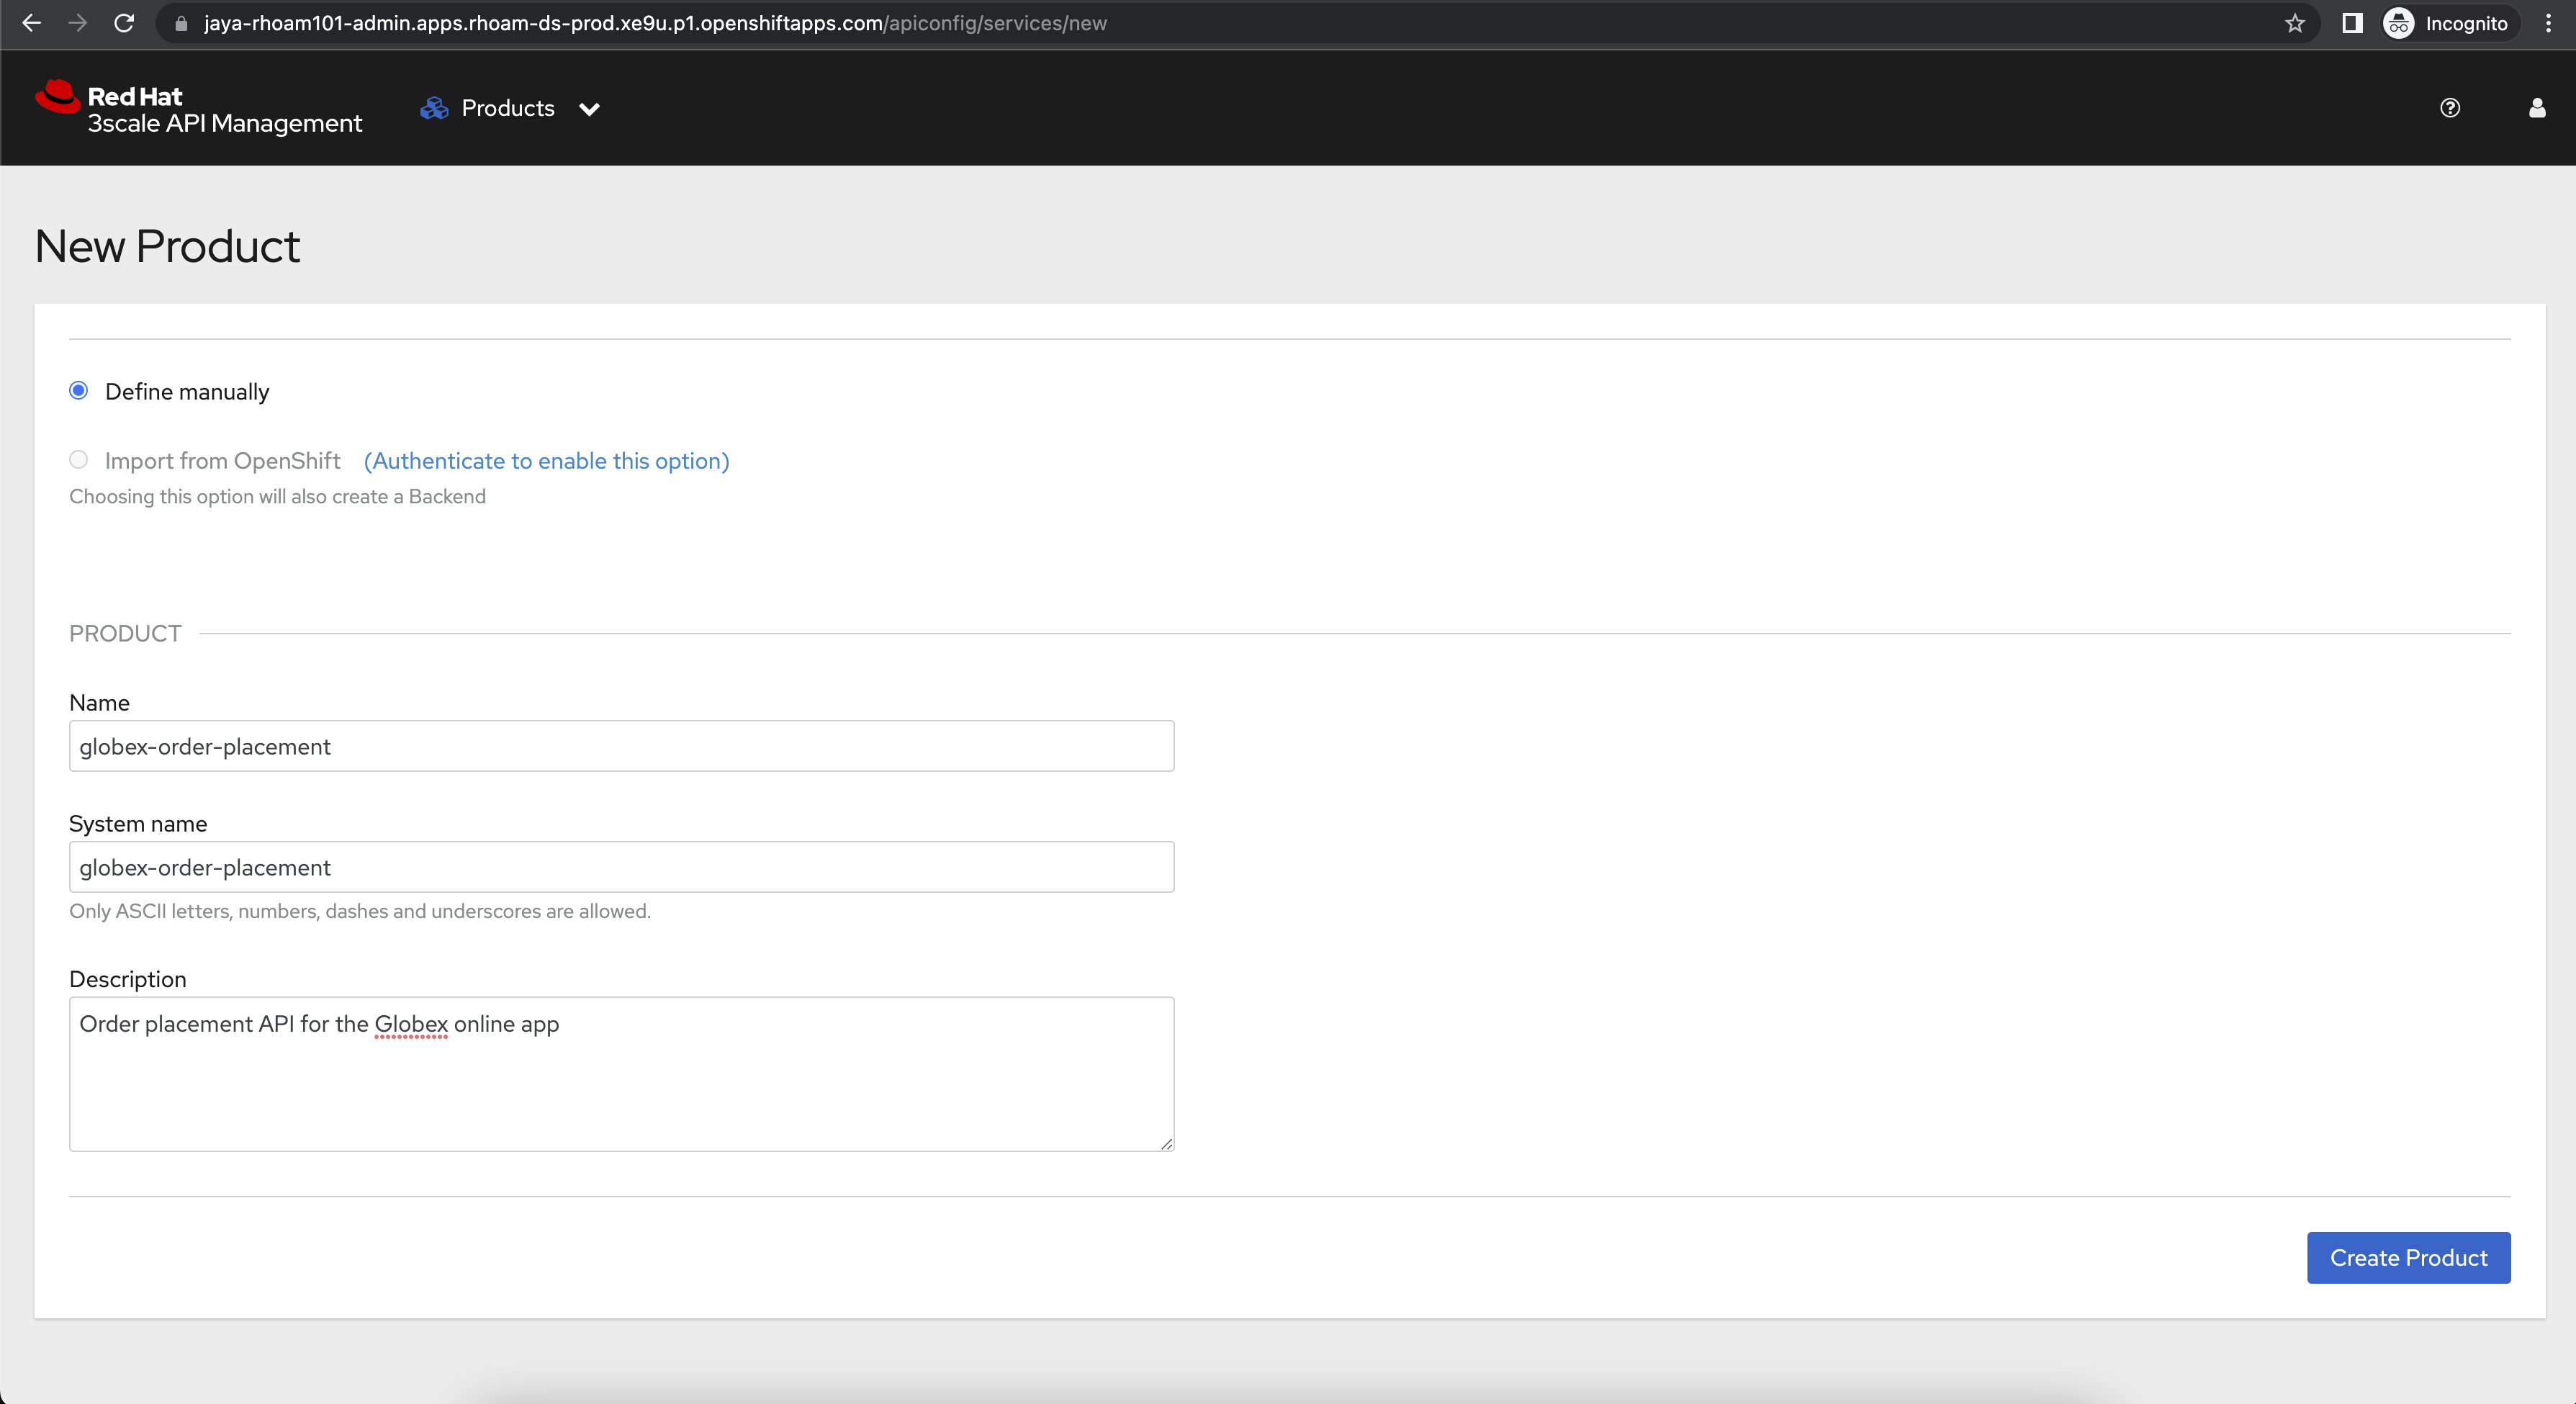 jaya-rhoam101-admin.apps.rhoam-ds-prod.xe9u.p1.openshiftapps.com/apiconfig/services/new
Incognito
Red Hat
3scale API Management
Products
New Product
Define manually
Import from OpenShift (Authenticate to enable this option)
Choosing this option will also create a Backend
PRODUCT
Name
globex-order-placement
System name
globex-order-placement
Only ASCII letters, numbers, dashes and underscores are allowed.
Description
Order placement API for the Globex online app
Create Product